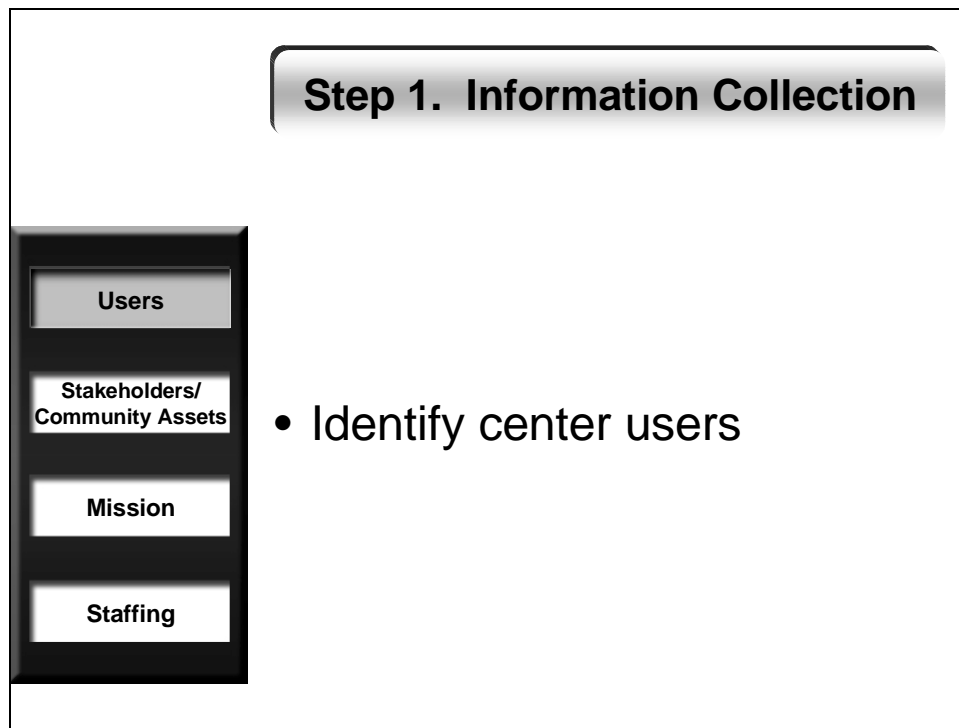 Step 1. Information Collection
Users
Stakeholders/
Community Assets
Mission
Staffing
• Identify center users